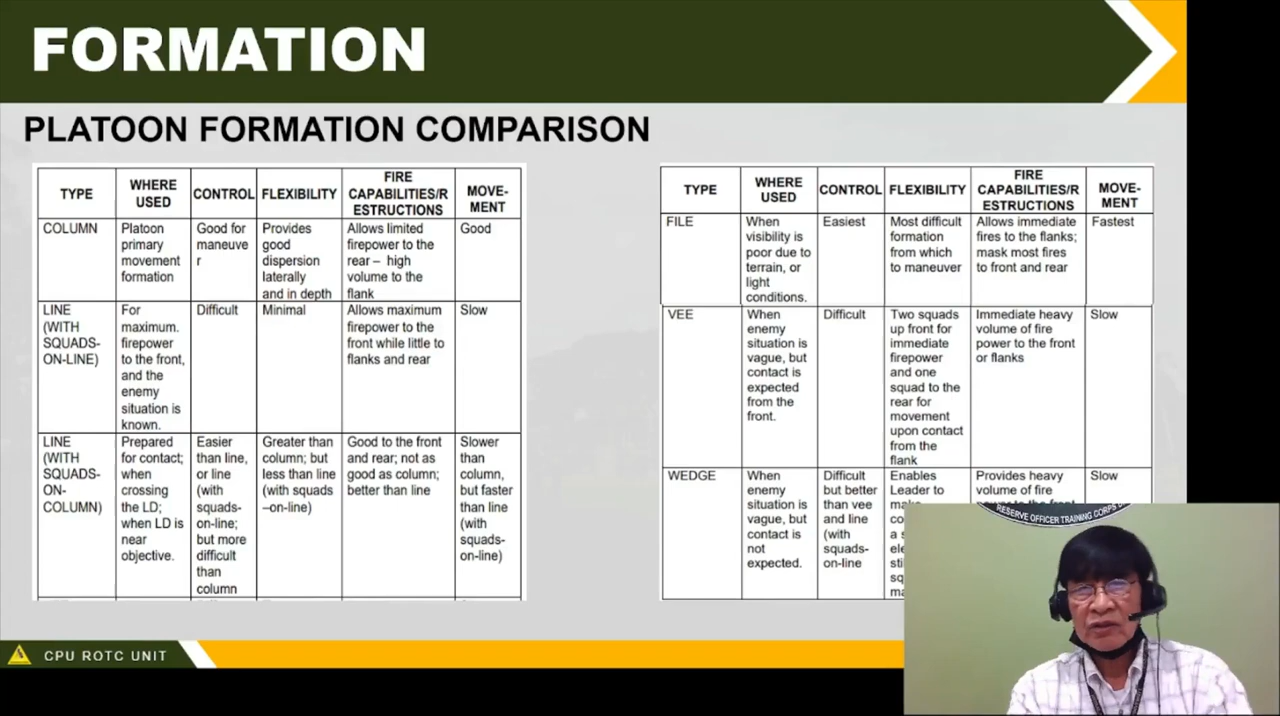 FORMATION
PLATOON FORMATION COMPARISON
TYPE
WHERE
USED
CONTROL
FLEXIBILITY
FIRE
CAPABILITIES/R
ESTRUCTIONS
MOVE-
MENT
COLUMN
Platoon
primary
movement
formation
Good for
maneuve
r
Provides
good
dispersion
laterally
and in depth
Allows limited
firepower to the
rear – high
volume to the
flank
Good
LINE
(WITH
SQUADS-
ON-LINE)
For
maximum.
firepower
to the front,
and the
enemy
situation is
known.
Difficult
Minimal
Allows maximum
firepower to the
front while little to
flanks and rear
Slow
LINE
(WITH
SQUADS-
ON-
COLUMN)
Prepared
for contact;
when
crossing
the LD;
when LD is
near
objective.
Easier
than line,
or line
(with
squads-
on-line;
but more
difficult
than
column
Greater than
column; but
less than line
(with squads
–on-line)
Good to the front
and rear; not as
good as column;
better than line
Slower
than
column,
but faster
than line
(with
squads-
on-line)
TYPE
WHERE
USED
CONTROL
FLEXIBILITY
FIRE
CAPABILITIES/R
ESTRUCTIONS
MOVE-
MENT
FILE
When
visibility is
poor due to
terrain, or
light
conditions.
Easiest
Most difficult
formation
from which
to maneuver
Allows immediate
fires to the flanks;
mask most fires
to front and rear
Fastest
VEE
When
enemy
situation is
vague, but
contact is
expected
from the
front.
Difficult
Two squads
up front for
immediate
firepower
and one
squad to the
rear for
movement
upon contact
from the
flank
Immediate heavy
volume of fire
power to the front
or flanks
Slow
WEDGE
When
enemy
situation is
vague, but
contact is
not
expected.
Difficult
but better
than vee
and line
(with
squads-
on-line
Enables
Leader to
Provides heavy
volume of fire
Slow
RESERVE OFFICER TRAINING CORPS
CPU ROTC UNIT